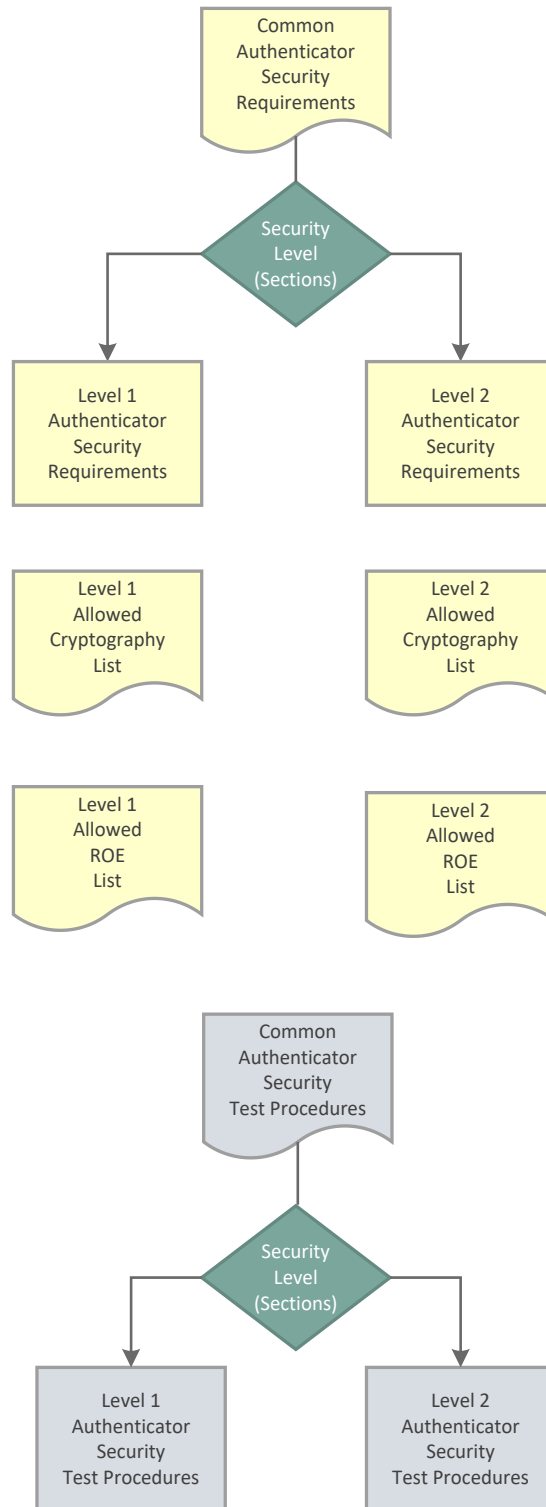 Common
Authenticator
Security
Requirements
Security
Level
(Sections)
Level 1
Authenticator
Security
Requirements
Level 2
Authenticator
Security
Requirements
Level 1
Allowed
Cryptography
List
Level 2
Allowed
Cryptography
List
Level 1
Allowed
ROE
List
Level 2
Allowed
ROE
List
Common
Authenticator
Security
Test Procedures
Security
Level
(Sections)
Level 1
Authenticator
Security
Test Procedures
Level 2
Authenticator
Security
Test Procedures